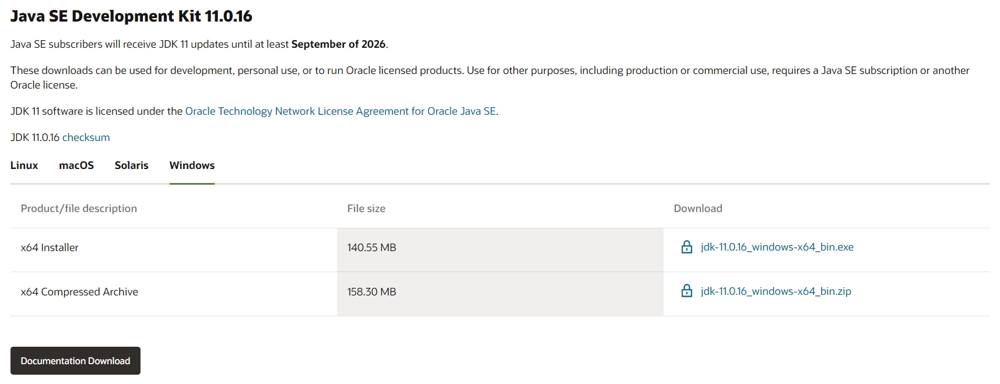 Java SE Development Kit 11.0.16
Java SE subscribers will receive JDK 11 updates until at least September of 2026.
These downloads can be used for development, personal use, or to run Oracle licensed products. Use for other purposes, including production or commercial use, requires a Java SE subscription or another
Oracle license.
JDK 11 software is licensed under the Oracle Technology Network License Agreement for Oracle Java SE.
JDK 11.0.16 checksum
Linux macOS Solaris Windows
Product/file description File size Download
x64 Installer 140.55 MB jdk-11.0.16_windows-x64_bin.exe
x64 Compressed Archive 158.30 MB jdk-11.0.16_windows-x64_bin.zip
Documentation Download